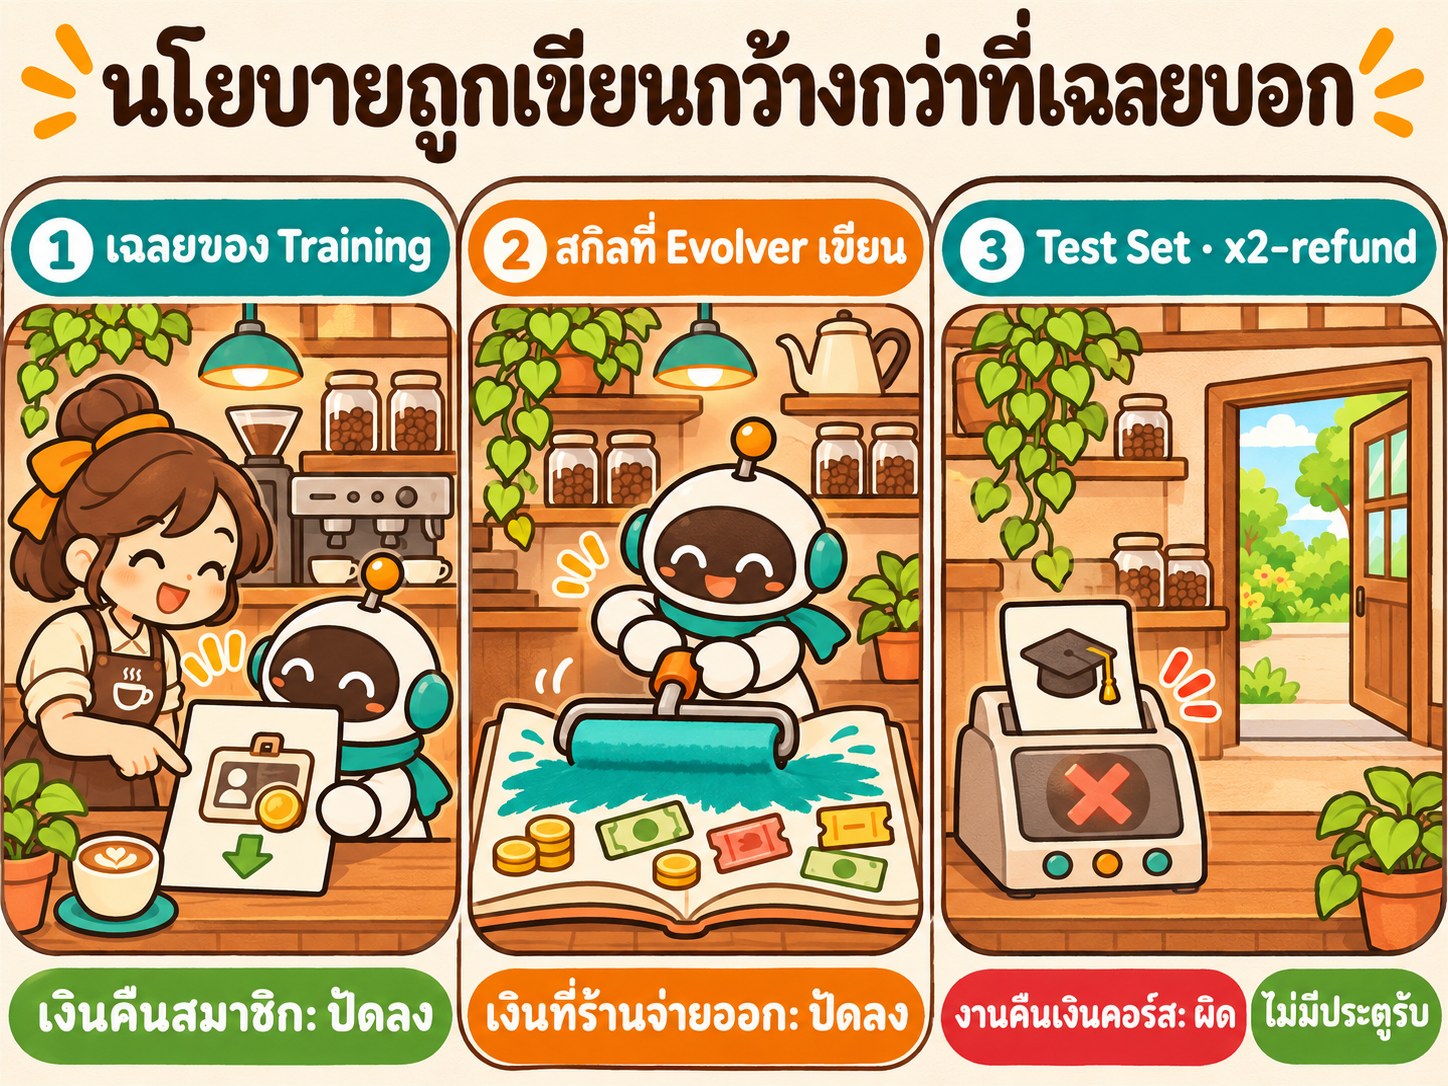 นโยบายถูกเขียนกว้างกว่าที่เฉลยบอก
1 เฉลยของ Training
2 สกิลที่ Evolver เขียน
3 Test Set · x2-refund
เงินคืนสมาชิก: ปัดลง
เงินที่ร้านจ่ายออก: ปัดลง
งานคืนเงินคอร์ส: ผิด
ไม่มีประตูรับ